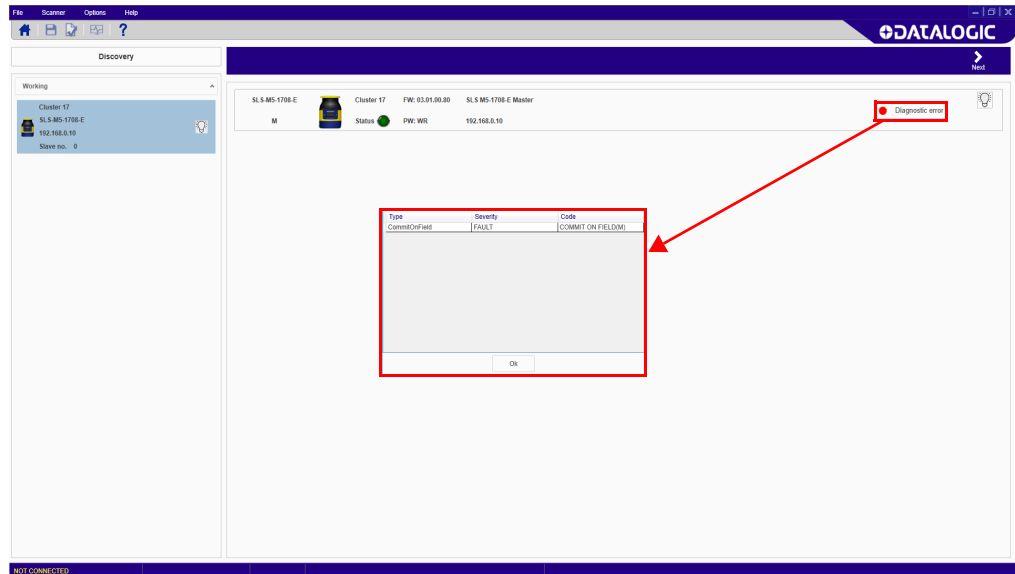 File Scanner Options Help
?
DATALOGIC
Discovery
Next
Working
Cluster 17
SLS-M5-1708-E
192.168.0.10
Slave no. 0
SLS-M5-1708-E Cluster 17 FW: 03.01.00.80 SLS M5-1708-E Master
M Status PW: WR 192.168.0.10
Diagnostic error
Type Severity Code
CommitOnField FAULT COMMIT ON FIELD(M)
Ok
NOT CONNECTED